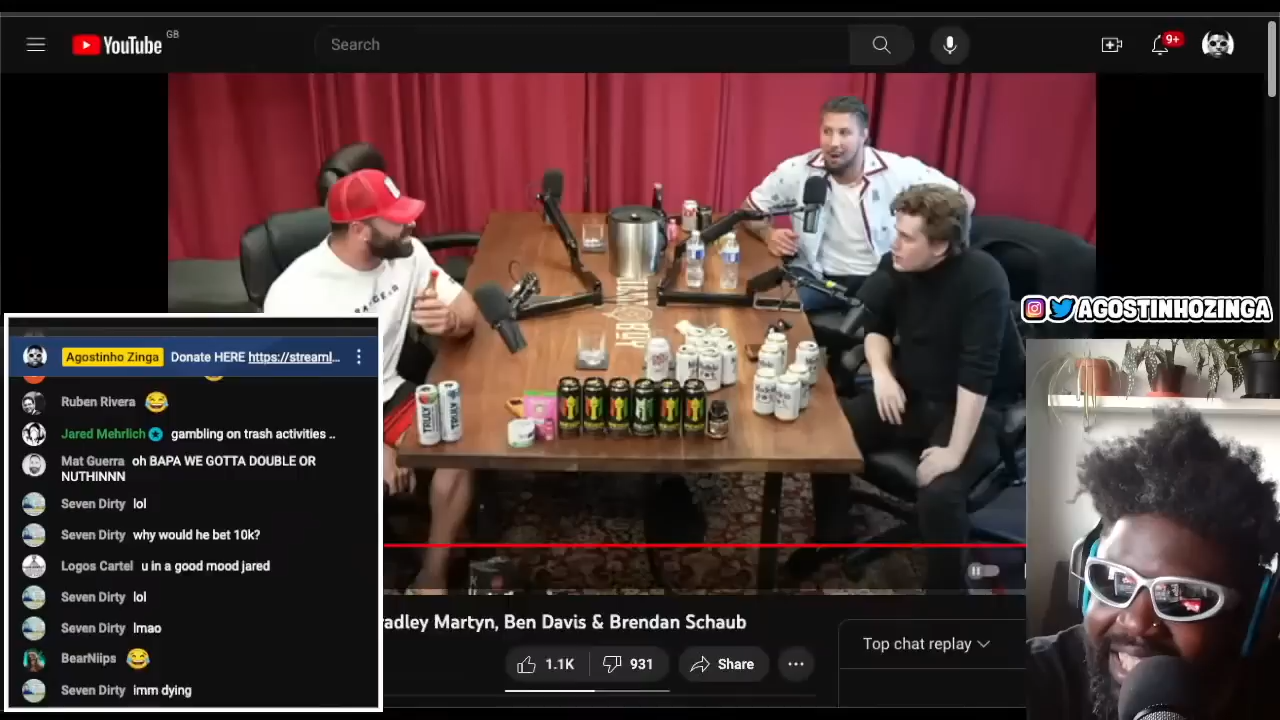 YouTube
GB
Search
9+
TRULY
TRULY
AGOSTINHOZINGA
Agostinho Zinga Donate HERE https://streaml...
Ruben Rivera
Jared Mehrlich gambling on trash activities ..
Mat Guerra oh BAPA WE GOTTA DOUBLE OR
NUTHINNN
Seven Dirty lol
Seven Dirty why would he bet 10k?
Logos Cartel u in a good mood jared
Seven Dirty lol
Seven Dirty lmao
BearNiips
Seven Dirty imm dying
adley Martyn, Ben Davis & Brendan Schaub
1.1K
931
Share
Top chat replay